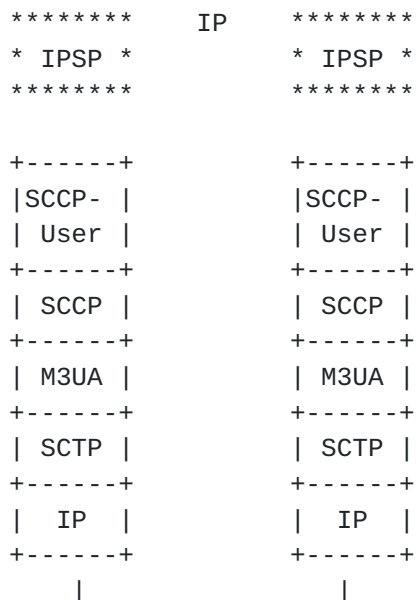 ********     IP     ********
* IPSP *            * IPSP *
********            ********

+------+            +------+
|SCCP- |            |SCCP- |
| User |            | User |
+------+            +------+
| SCCP |            | SCCP |
+------+            +------+
| M3UA |            | M3UA |
+------+            +------+
| SCTP |            | SCTP |
+------+            +------+
|  IP  |            |  IP  |
+------+            +------+
    |                  |